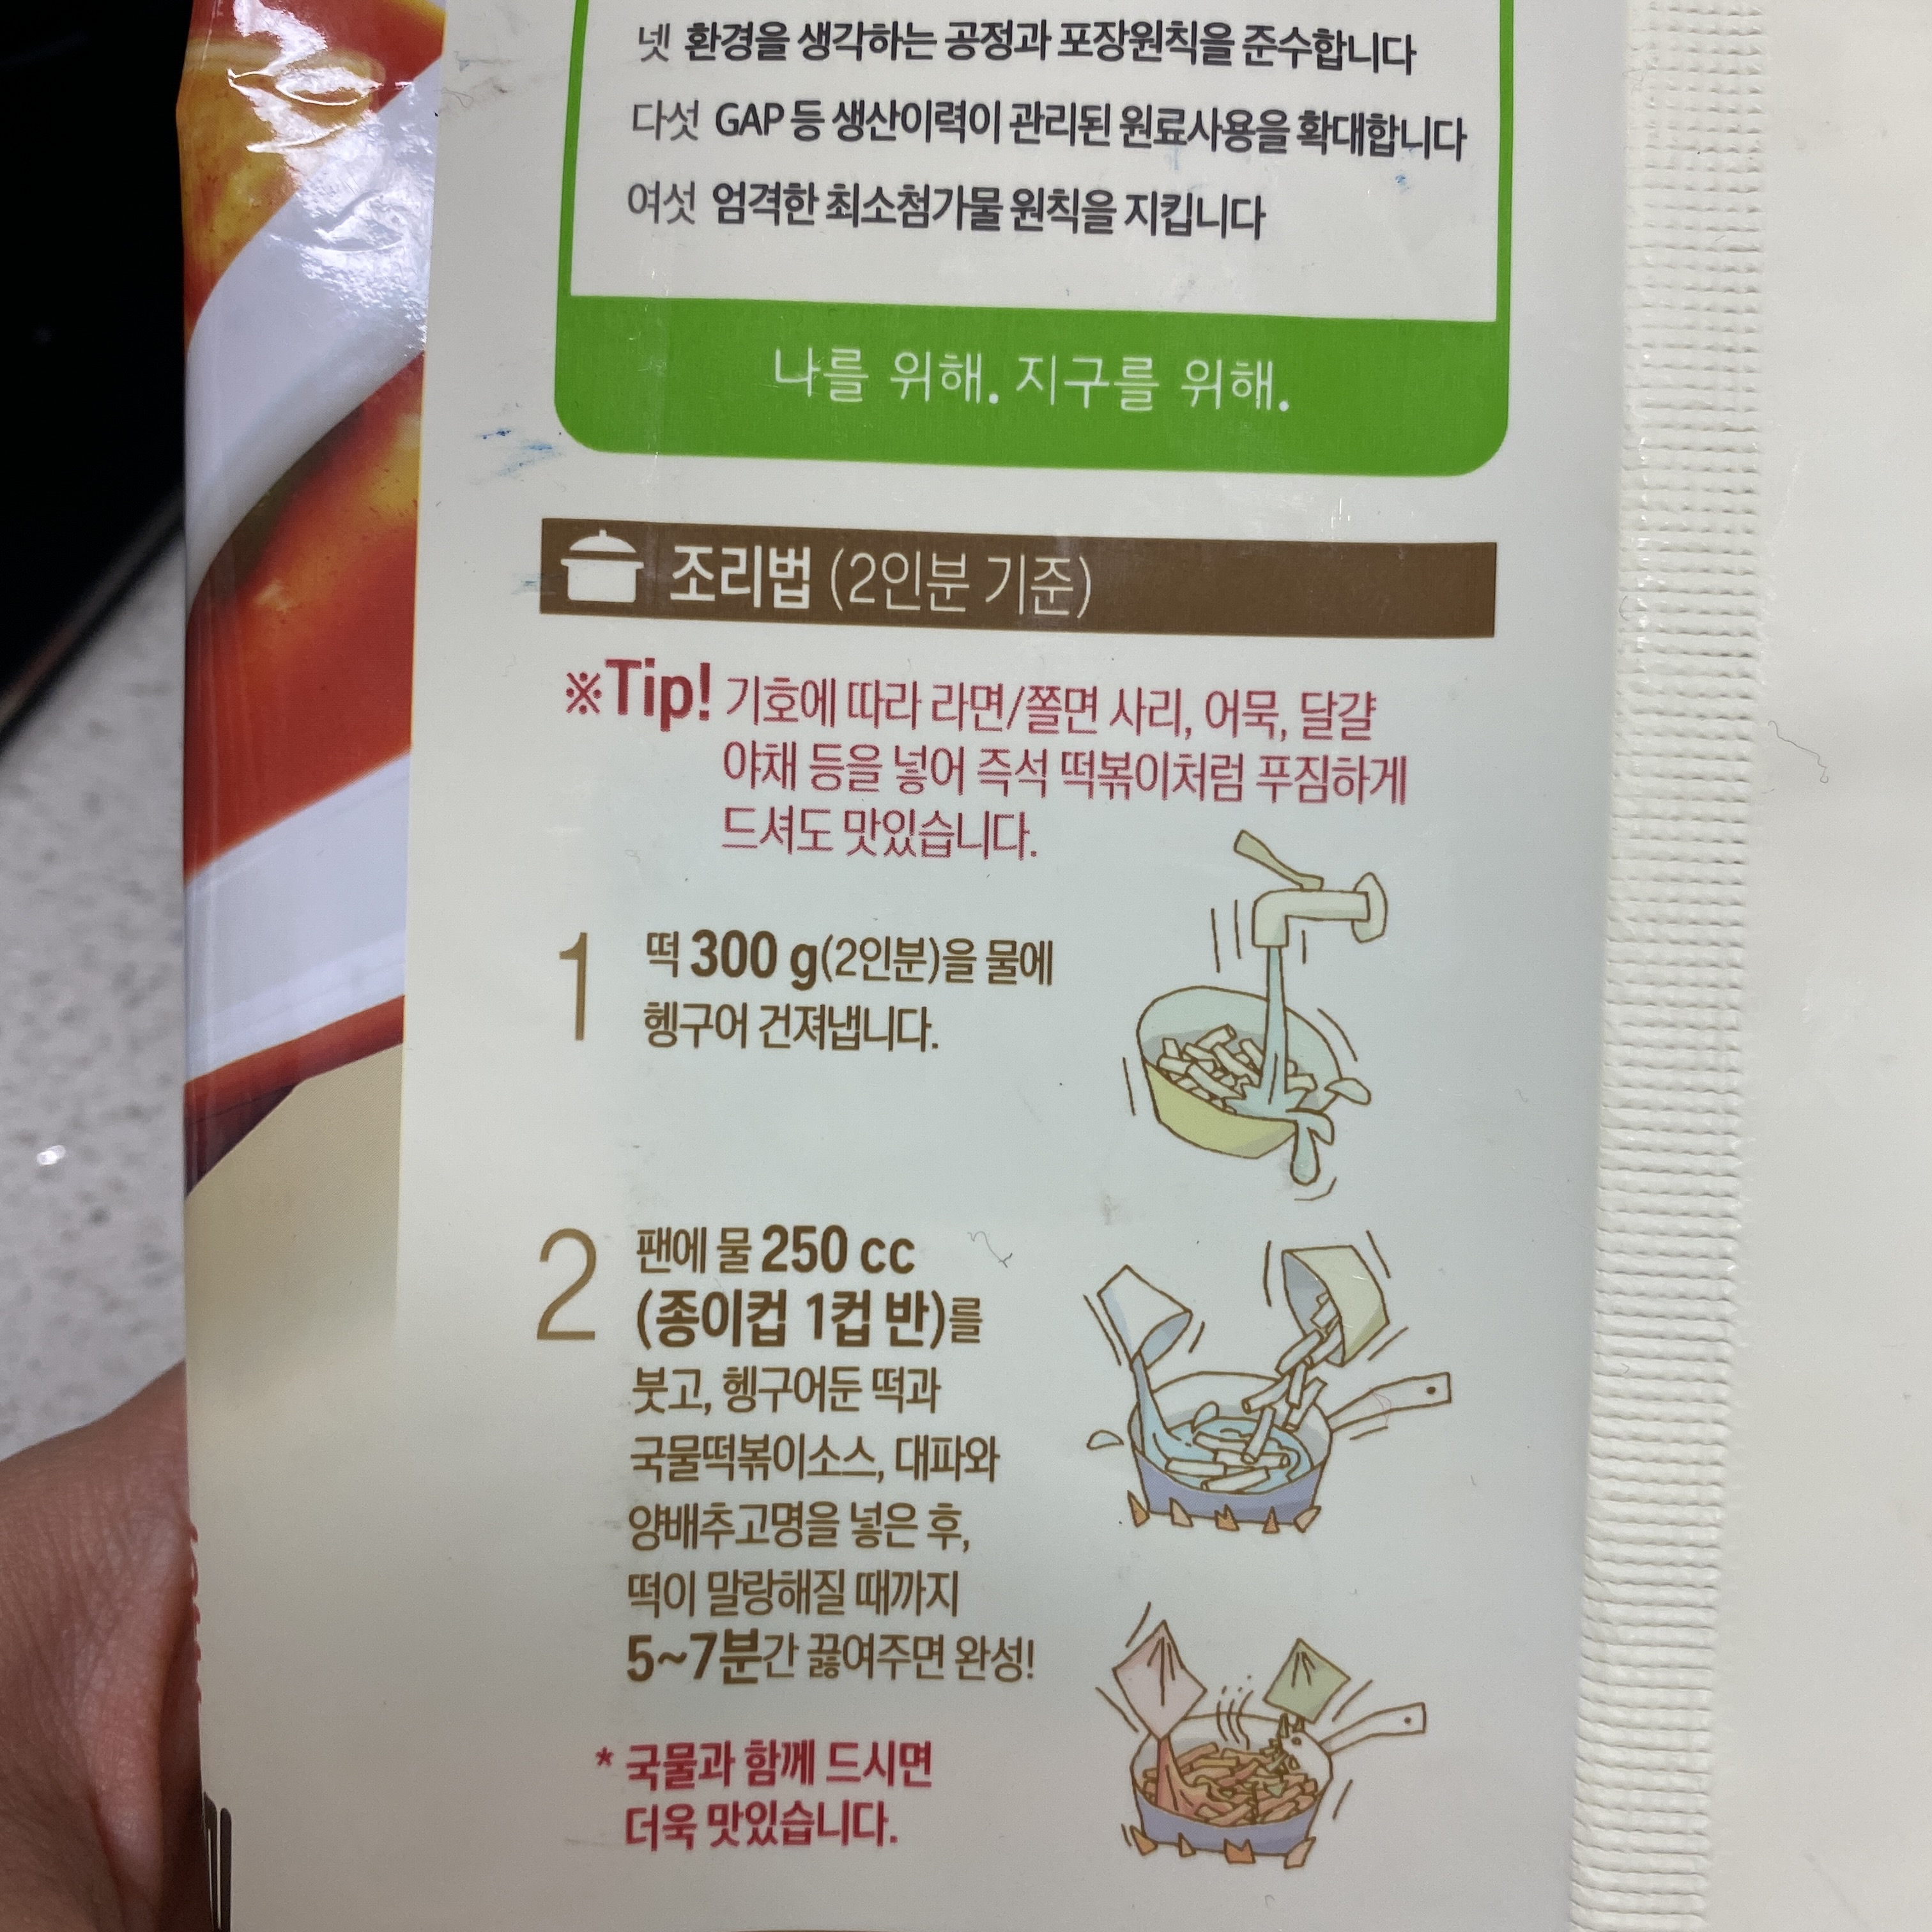 넷 환경을 생각하는 공정과 포장원칙을 준수합니다
다섯 GAP 등 생산이력이 관리된 원료사용을 확대합니다
여섯 엄격한 최소첨가물 원칙을 지킵니다
나를 위해. 지구를 위해.
조리법 (2인분 기준)
※Tip! 기호에 따라 라면/쫄면 사리, 어묵, 달걀
야채 등을 넣어 즉석 떡볶이처럼 푸짐하게
드셔도 맛있습니다.
1 떡 300 g(2인분)을 물에
헹구어 건져냅니다.
2 팬에 물 250 cc
(종이컵 1컵 반)를
붓고, 헹구어둔 떡과
국물떡볶이소스, 대파와
양배추고명을 넣은 후,
떡이 말랑해질 때까지
5~7분간 끓여주면 완성!
* 국물과 함께 드시면
더욱 맛있습니다.